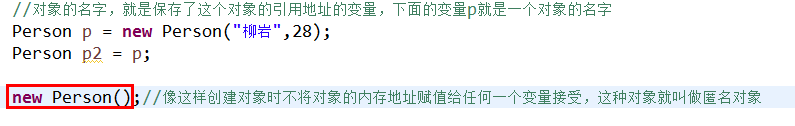 //对象的名字，就是保存了这个对象的引用地址的变量，下面的变量p就是一个对象的名字
Person p = new Person("柳岩",28);
Person p2 = p;
new Person();//像这样创建对象时不将对象的内存地址赋值给任何一个变量接受，这种对象就叫做匿名对象